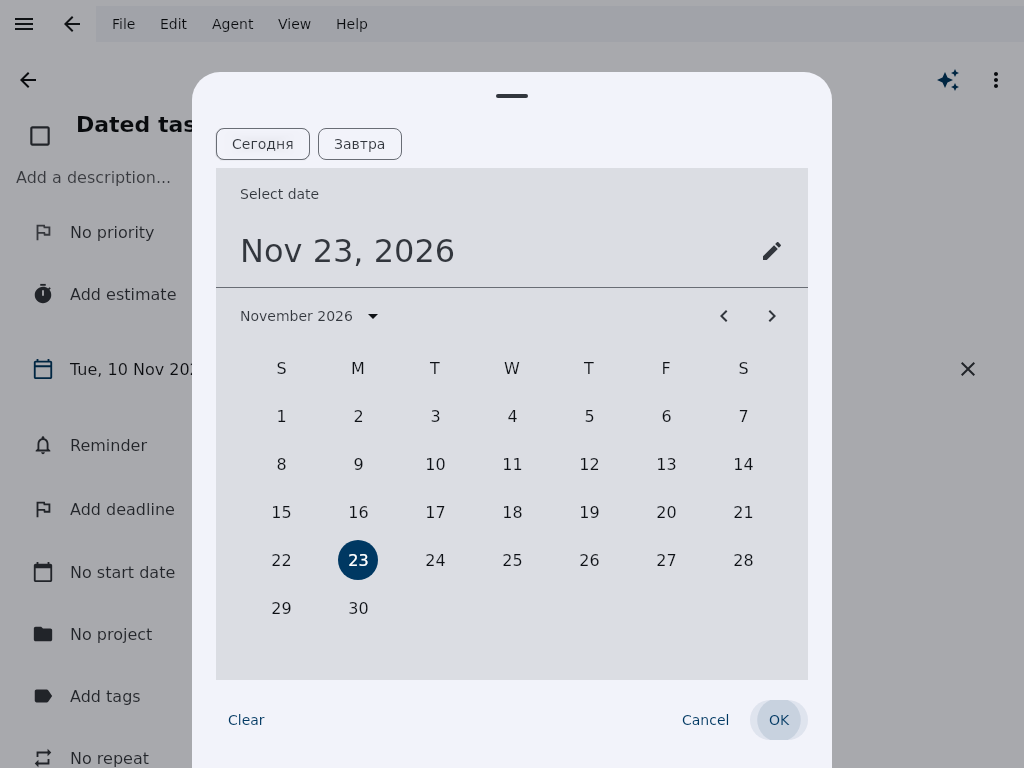 File Edit Agent View Help
Dated tas
Add a description...
No priority
Add estimate
Tue, 10 Nov 202
Reminder
Add deadline
No start date
No project
Add tags
No repeat
Сегодня Завтра
Select date
Nov 23, 2026
November 2026
S M T W T F S
1 2 3 4 5 6 7
8 9 10 11 12 13 14
15 16 17 18 19 20 21
22 23 24 25 26 27 28
29 30
Clear Cancel OK